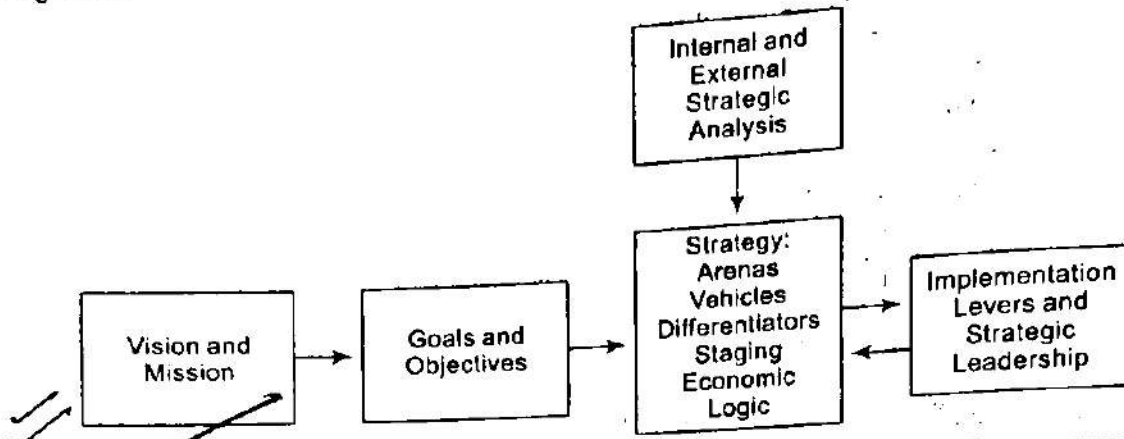 Internal and
External
Strategic
Analysis
Vision and
Mission
Goals and
Objectives
Strategy:
Arenas
Vehicles
Differentiators
Staging
Economic
Logic
Implementation
Levers and
Strategic
Leadership